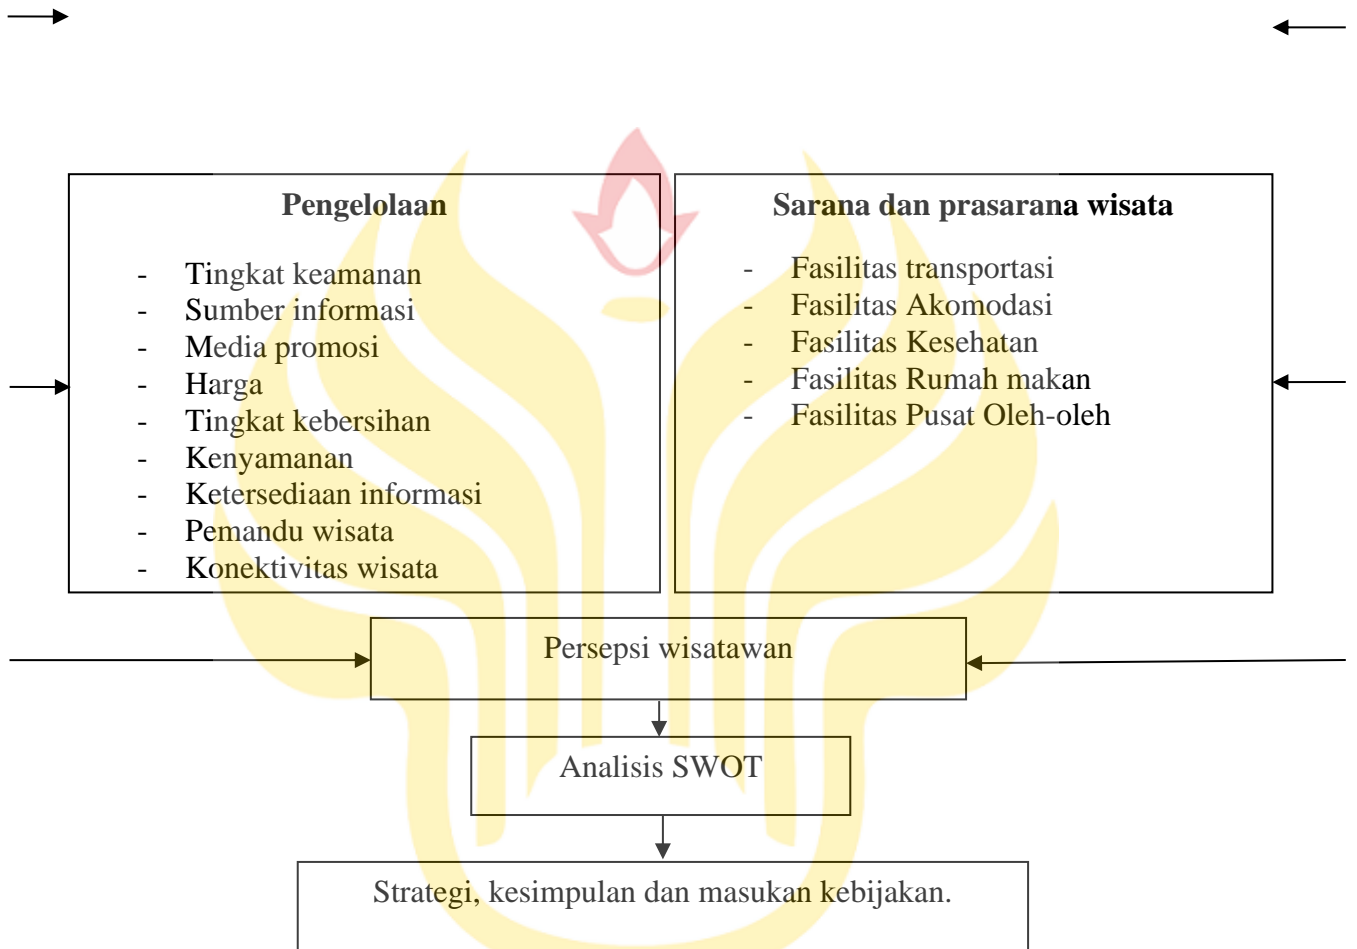 Pengelolaan
- Tingkat keamanan
- Sumber informasi
- Media promosi
- Harga
- Tingkat kebersihan
- Kenyamanan
- Ketersediaan informasi
- Pemandu wisata
- Konektivitas wisata
Sarana dan prasarana wisata
- Fasilitas transportasi
- Fasilitas Akomodasi
- Fasilitas Kesehatan
- Fasilitas Rumah makan
- Fasilitas Pusat Oleh-oleh
Persepsi wisatawan
Analisis SWOT
Strategi, kesimpulan dan masukan kebijakan.